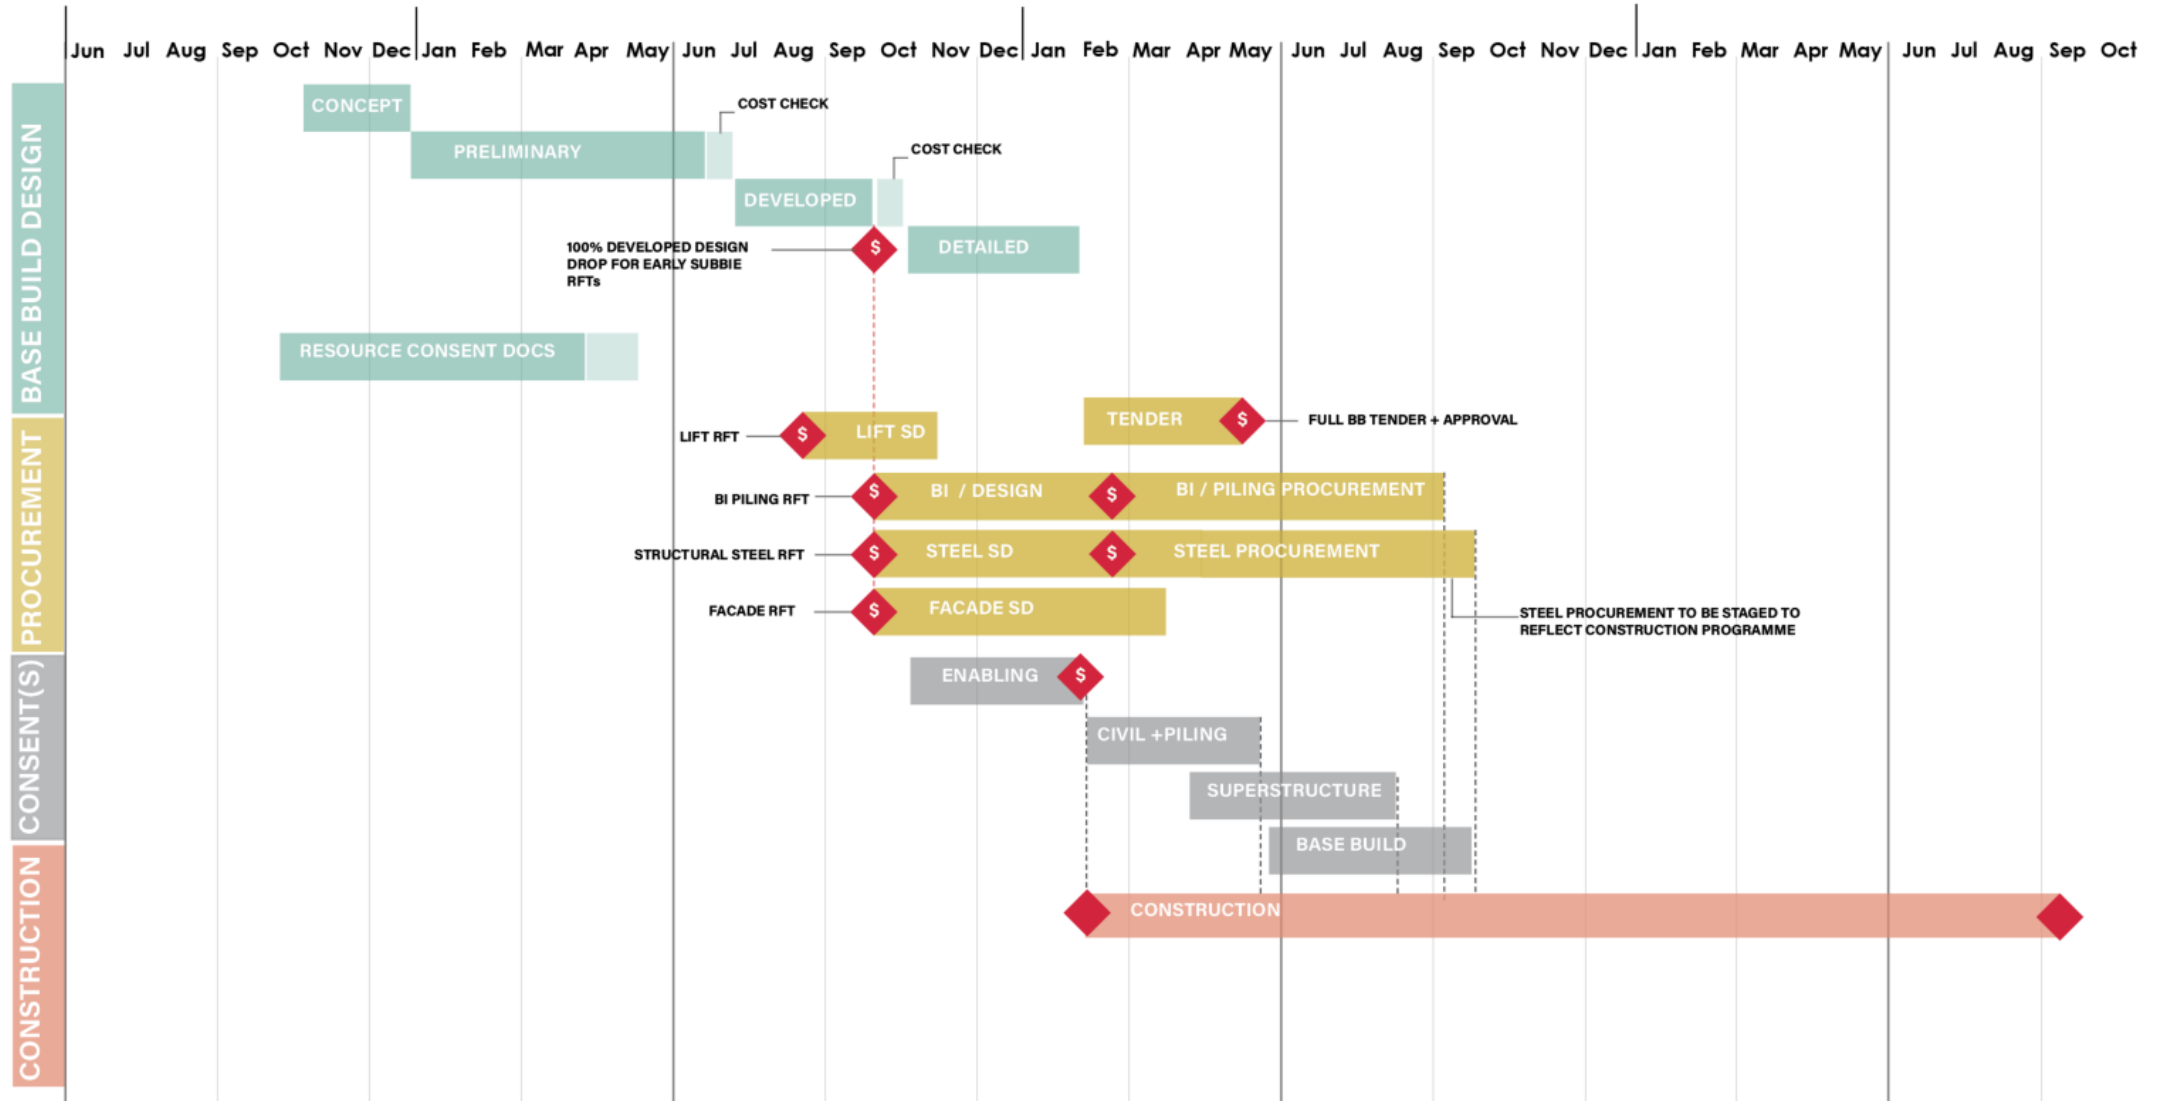 Jun Jul Aug Sep Oct Nov Dec Jan Feb Mar Apr May Jun Jul Aug Sep Oct Nov Dec Jan Feb Mar Apr May Jun Jul Aug Sep Oct Nov Dec Jan Feb Mar Apr May Jun Jul Aug Sep Oct
BASE BUILD DESIGN
CONCEPT
COST CHECK
PRELIMINARY
COST CHECK
DEVELOPED
100% DEVELOPED DESIGN
DROP FOR EARLY SUBBIE
RFTs
$
DETAILED
RESOURCE CONSENT DOCS
PROCUREMENT
TENDER
$
FULL BB TENDER + APPROVAL
LIFT RFT
$
LIFT SD
BI PILING RFT
$
BI / DESIGN
$
BI / PILING PROCUREMENT
STRUCTURAL STEEL RFT
$
STEEL SD
$
STEEL PROCUREMENT
FACADE RFT
$
FACADE SD
STEEL PROCUREMENT TO BE STAGED TO
REFLECT CONSTRUCTION PROGRAMME
CONSENT(S)
ENABLING
$
CIVIL +PILING
SUPERSTRUCTURE
BASE BUILD
CONSTRUCTION
CONSTRUCTION